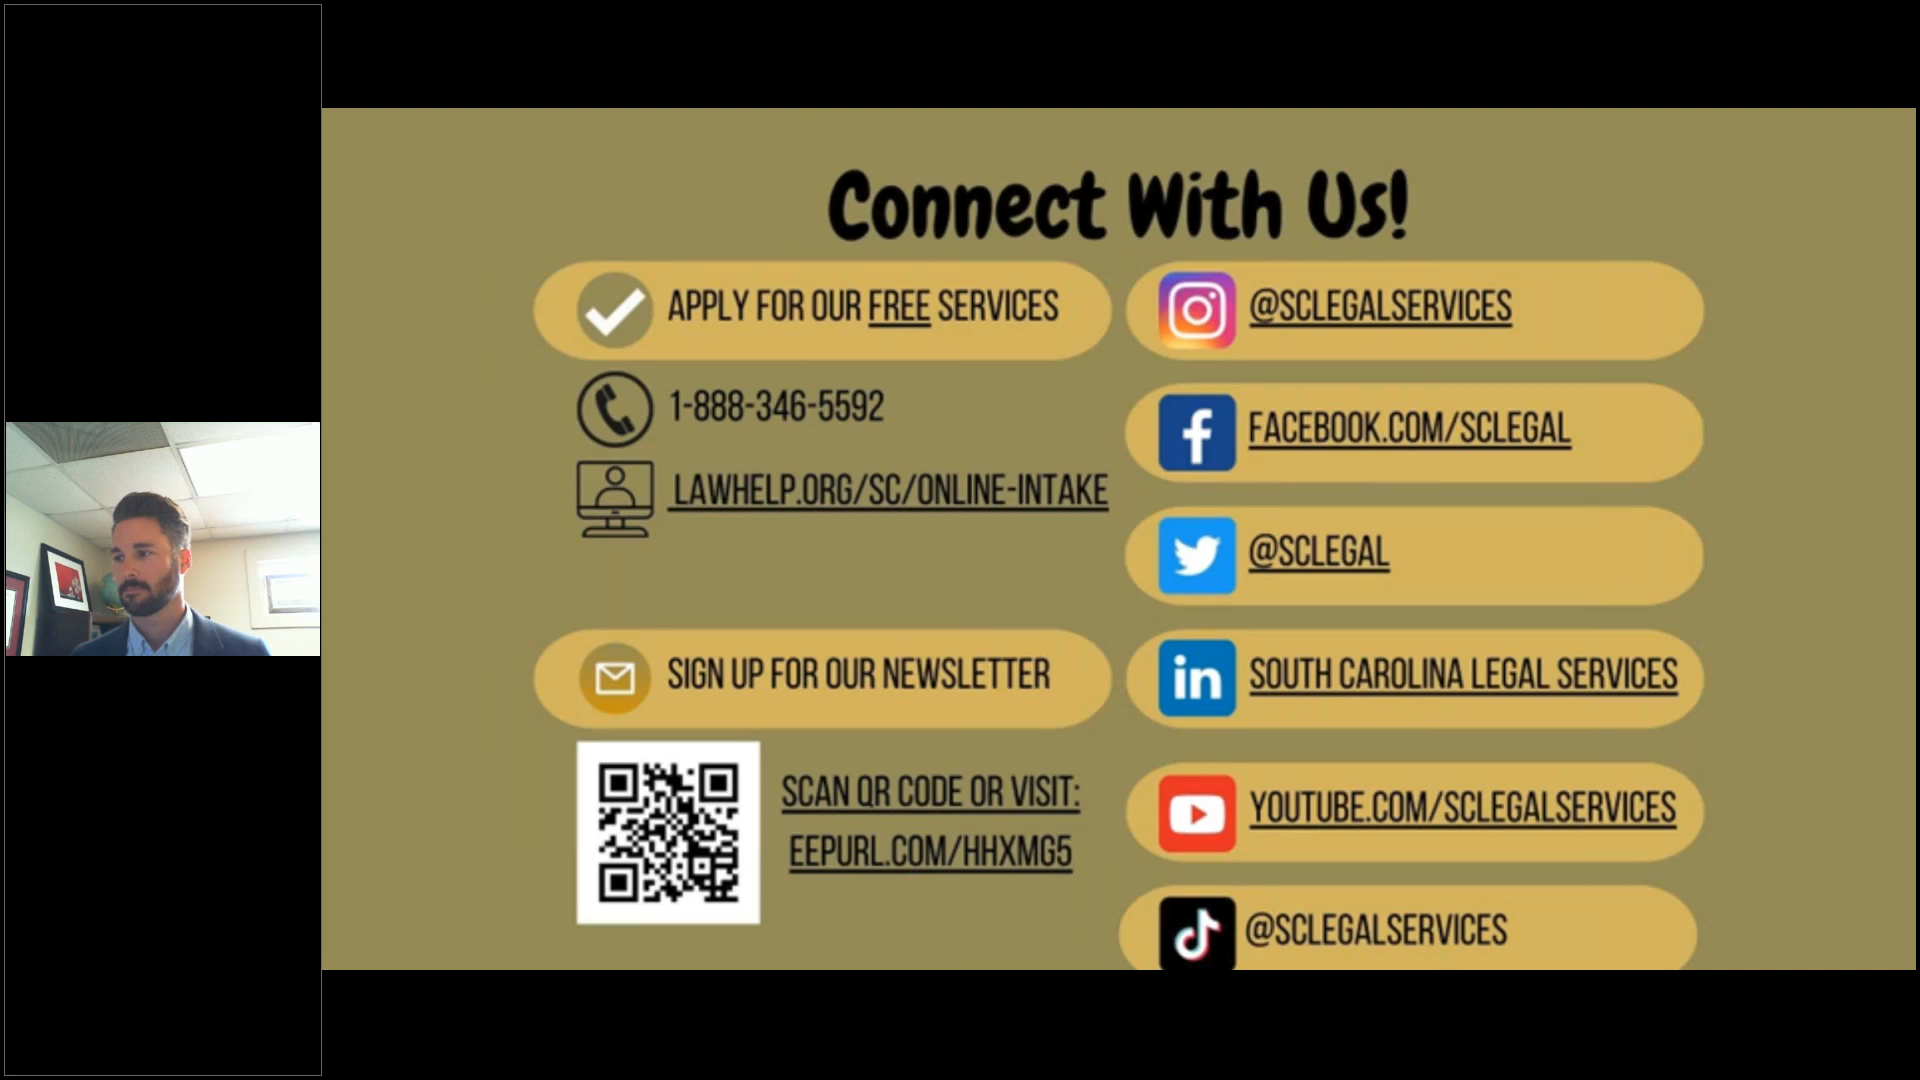 Connect With Us!
APPLY FOR OUR FREE SERVICES
1-888-346-5592
LAWHELP.ORG/SC/ONLINE-INTAKE
SIGN UP FOR OUR NEWSLETTER
SCAN QR CODE OR VISIT:
EEPURL.COM/HHXMG5
@SCLEGALSERVICES
FACEBOOK.COM/SCLEGAL
@SCLEGAL
in
SOUTH CAROLINA LEGAL SERVICES
YOUTUBE.COM/SCLEGALSERVICES
@SCLEGALSERVICES